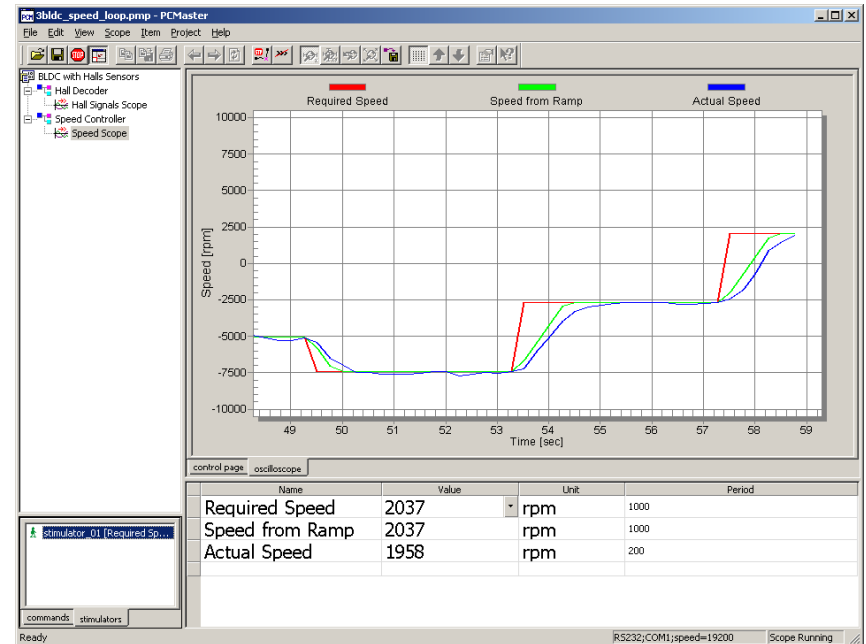 3bldc_speed_loop.pmp - PCMaster
File Edit View Scope Item Project Help
BLDC with Halls Sensors
Hall Decoder
Hall Signals Scope
Speed Controller
Speed Scope
Required Speed Speed from Ramp Actual Speed
10000
7500
5000
2500
0
-2500
-5000
-7500
-10000
Speed [rpm]
49 50 51 52 53 54 55 56 57 58 59
Time [sec]
control page oscilloscope
Name Value Unit Period
Required Speed 2037 rpm 1000
Speed from Ramp 2037 rpm 1000
Actual Speed 1958 rpm 200
stimulator_01 [Required Sp...
commands stimulators
Ready RS232;COM1;speed=19200 Scope Running